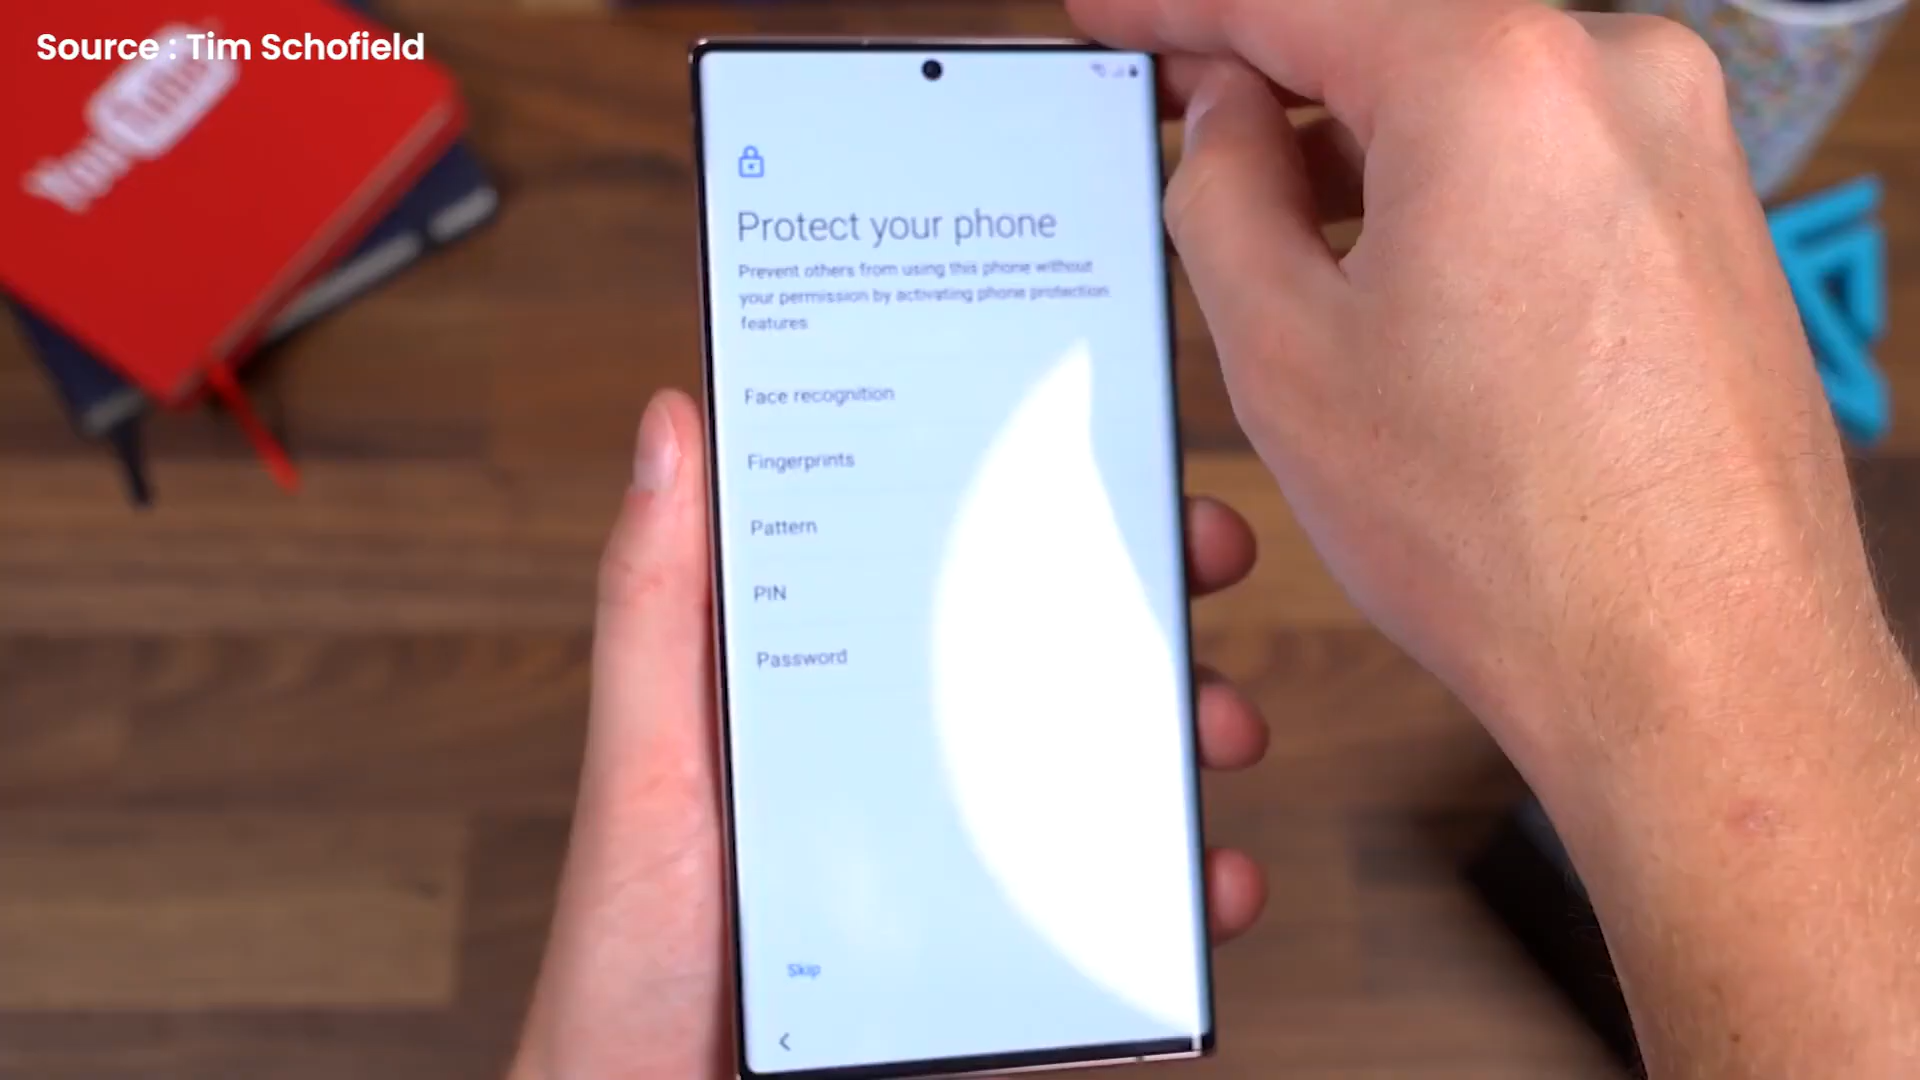 Source : Tim Schofield
YouTube
Protect your phone
Prevent others from using this phone without
your permission by activating phone protection
features.
Face recognition
Fingerprints
Pattern
PIN
Password
Skip